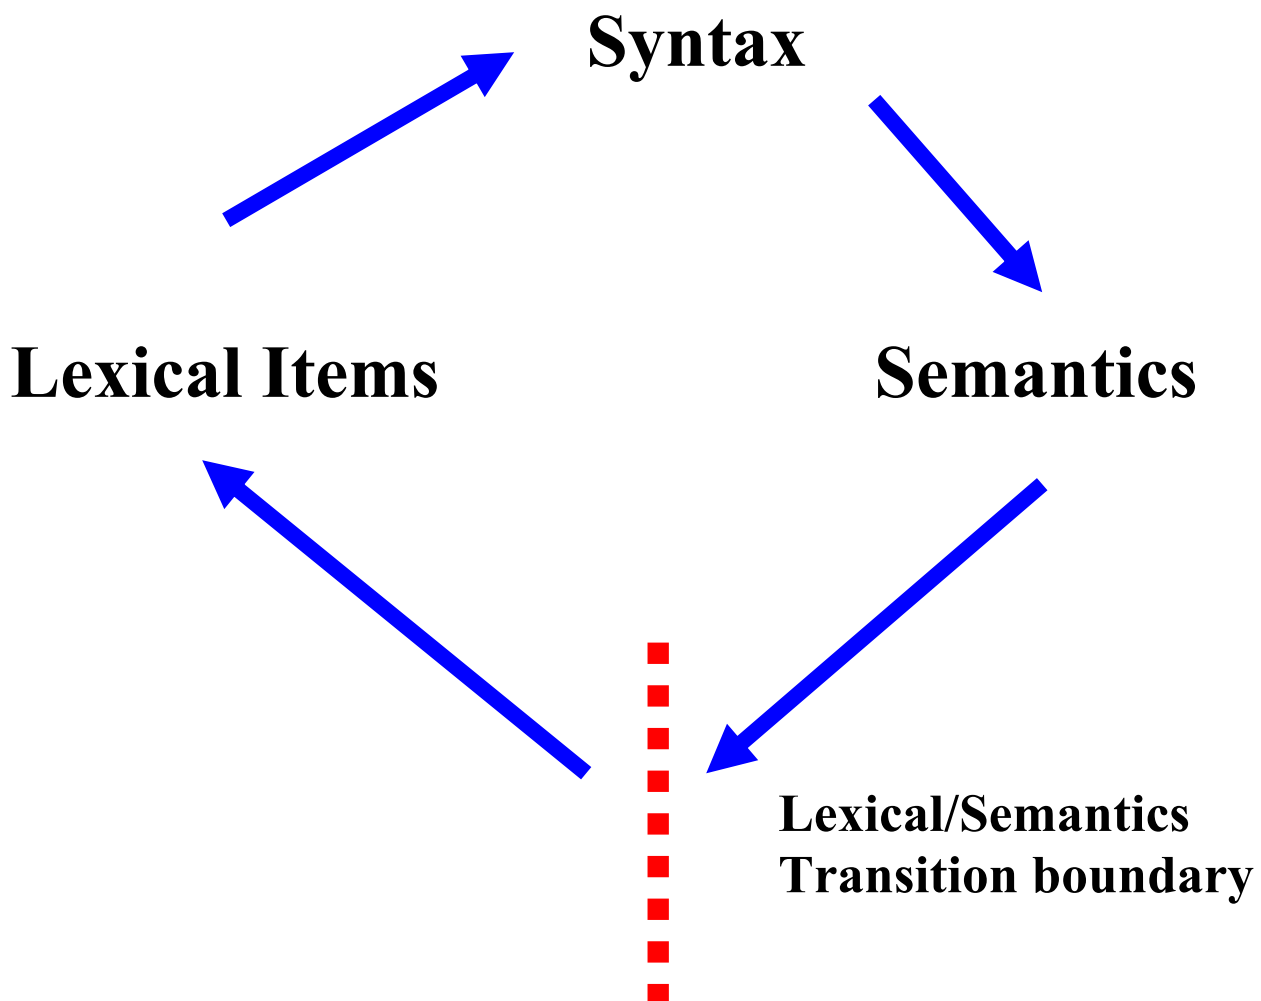 Syntax
Lexical Items
Semantics
Lexical/Semantics
Transition boundary